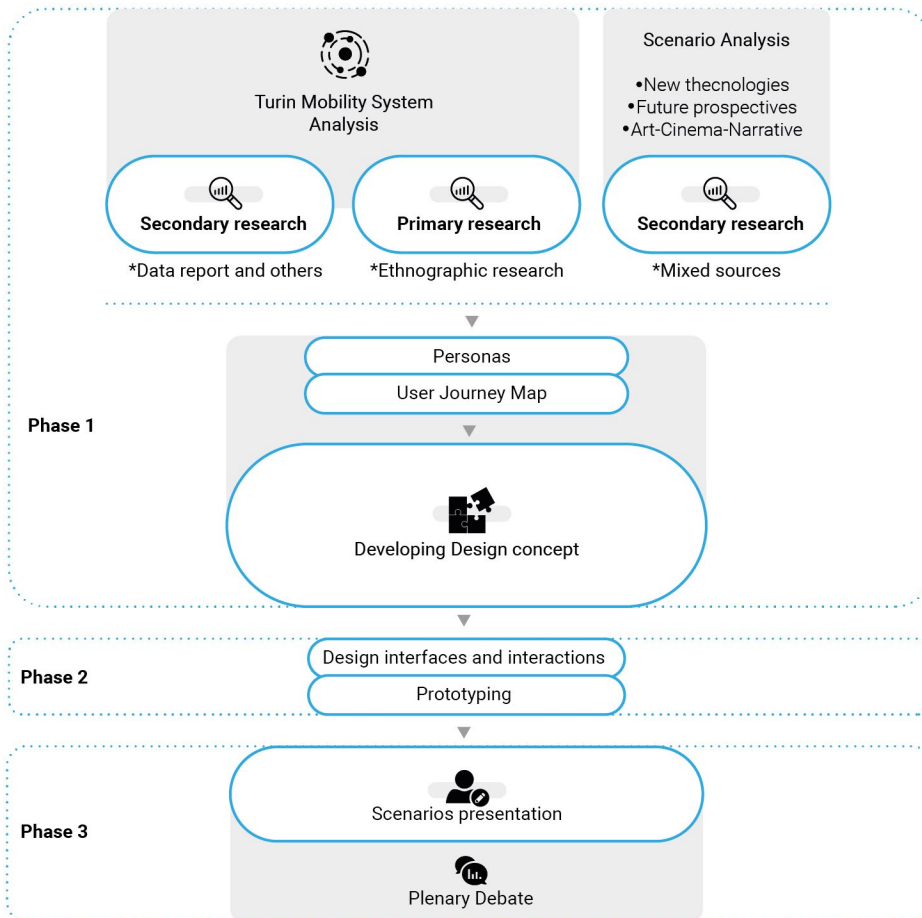 Turin Mobility System
Analysis
Scenario Analysis
•New thecnologies
•Future prospectives
•Art-Cinema-Narrative
Secondary research
Primary research
Secondary research
*Data report and others
*Ethnographic research
*Mixed sources
Personas
User Journey Map
Phase 1
Developing Design concept
Design interfaces and interactions
Phase 2
Prototyping
Scenarios presentation
Phase 3
Plenary Debate